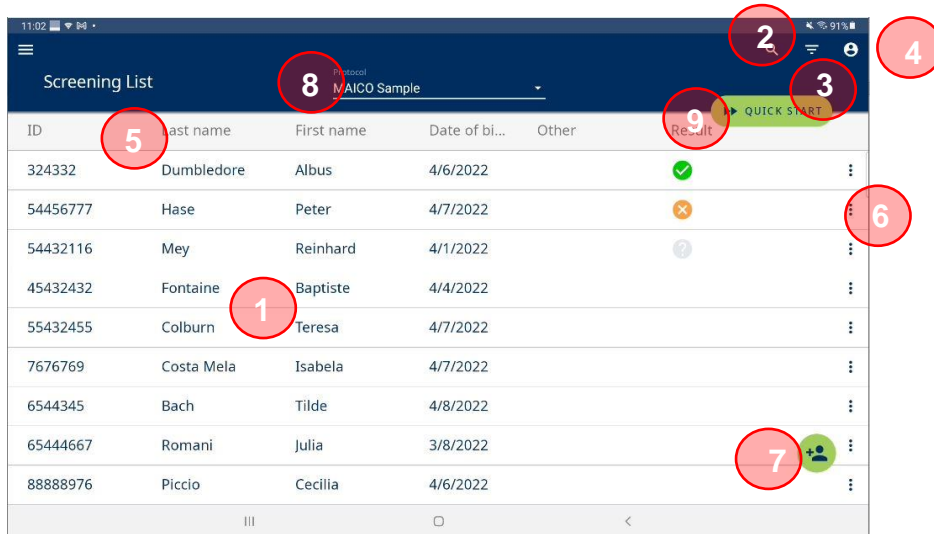 11:02 91%
2 4
Screening List 8 Protocol 3
MAICO Sample
QUICK START
ID 5 Last name First name Date of bi... Other 9 Result
324332 Dumbledore Albus 4/6/2022
54456777 Hase Peter 4/7/2022 6
54432116 Mey Reinhard 4/1/2022 ?
45432432 Fontaine Baptiste 4/4/2022
1
55432455 Colburn Teresa 4/7/2022
7676769 Costa Mela Isabela 4/7/2022
6544345 Bach Tilde 4/8/2022
65444667 Romani Julia 3/8/2022
7
88888976 Piccio Cecilia 4/6/2022